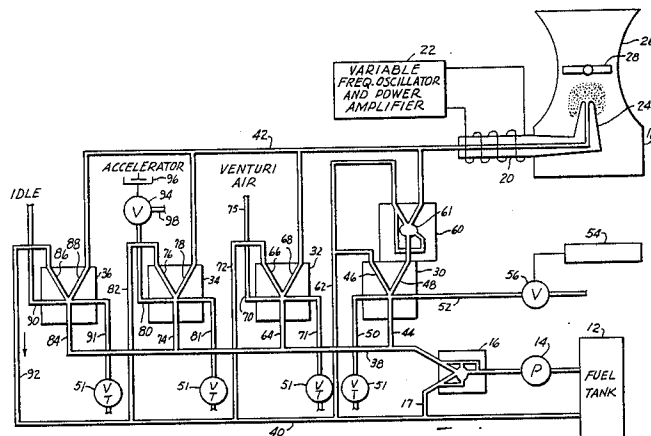 22
VARIABLE
FREQ. OSCILLATOR
AND POWER
AMPLIFIER
26
28
24
42
20
ACCELERATOR
96
94
V
98
VENTURI
AIR
75
IDLE
61
60
54
86 88 36
76 78 34
66 68 32
62
46 48 30
56
V
52
82
72
90 91
80 81
70 71
50 44
84 74 64
92
38
16
14
P
12
FUEL
TANK
17
V
T
51
V
T
51
V
T
51
V
T
51
40